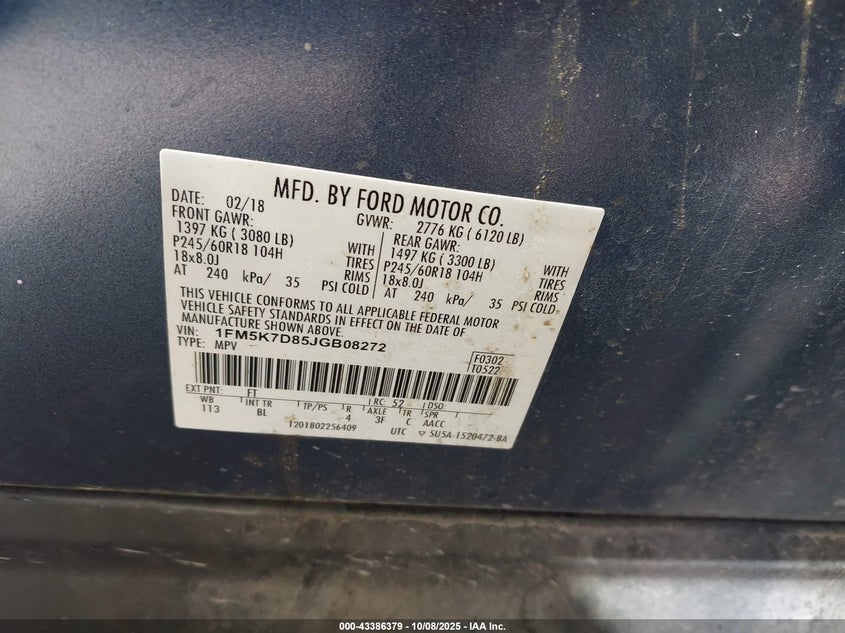 MFD. BY FORD MOTOR CO.
DATE: 02/18
GVWR: 2776 KG ( 6120 LB)
FRONT GAWR:
1397 KG ( 3080 LB) WITH
P245/60R18 104H TIRES
18x8.0J RIMS
AT 240 kPa/ 35 PSI COLD
REAR GAWR:
1497 KG ( 3300 LB) WITH
P245/60R18 104H TIRES
18x8.0J RIMS
AT 240 kPa/ 35 PSI COLD
THIS VEHICLE CONFORMS TO ALL APPLICABLE FEDERAL MOTOR
VEHICLE SAFETY STANDARDS IN EFFECT ON THE DATE OF
MANUFACTURE SHOWN ABOVE.
VIN: 1FM5K7D85JGB08272
TYPE: MPV
F0302
T0522
EXT PNT: FT RC: 52 DSO:
WB INT TR TP/PS R AXLE TR SPR
113 BL 4 3F C AACC
T201802256409
UTC ▽ 5U5A-1520472-BA
000-43386379 - 10/08/2025 - IAA Inc.